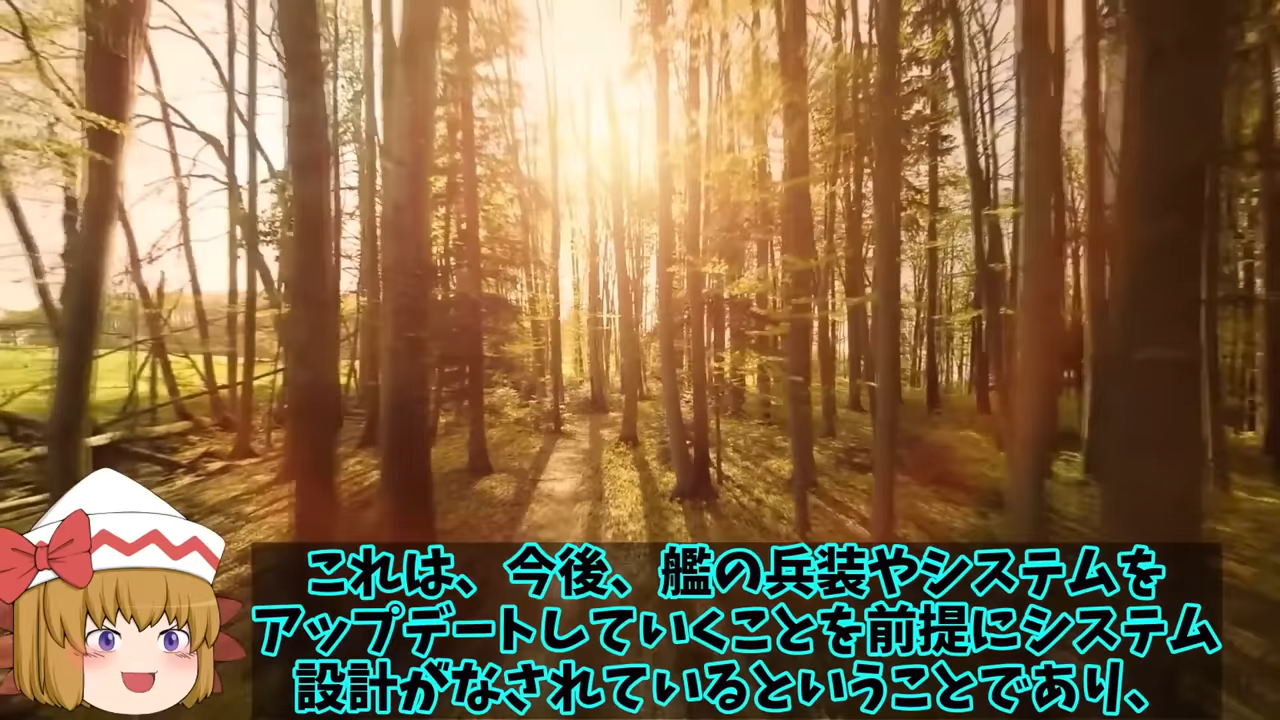 これは、今後、艦の兵装やシステムを
アップデートしていくことを前提にシステム
設計がなされているということであり、